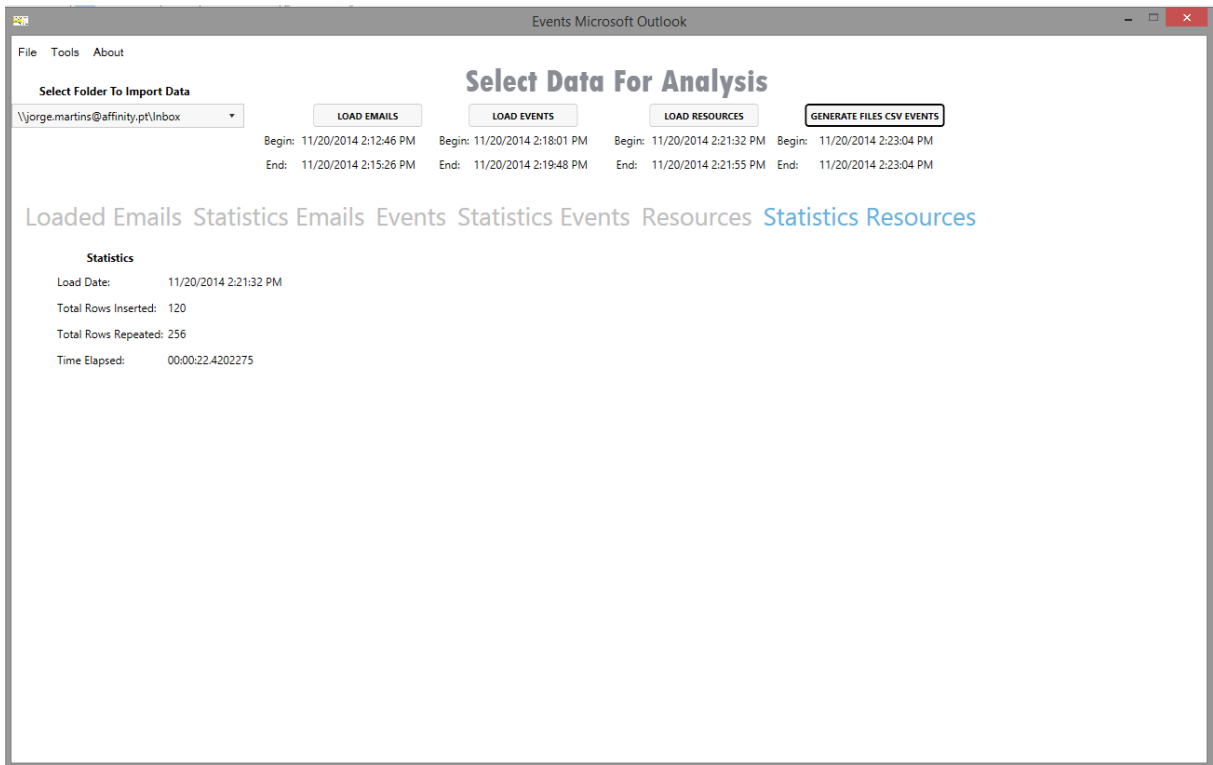 Events Microsoft Outlook
File Tools About
Select Data For Analysis
Select Folder To Import Data
\\jorge.martins@affinity.pt\Inbox LOAD EMAILS LOAD EVENTS LOAD RESOURCES GENERATE FILES CSV EVENTS
Begin: 11/20/2014 2:12:46 PM Begin: 11/20/2014 2:18:01 PM Begin: 11/20/2014 2:21:32 PM Begin: 11/20/2014 2:23:04 PM
End: 11/20/2014 2:15:26 PM End: 11/20/2014 2:19:48 PM End: 11/20/2014 2:21:55 PM End: 11/20/2014 2:23:04 PM
Loaded Emails Statistics Emails Events Statistics Events Resources Statistics Resources
Statistics
Load Date: 11/20/2014 2:21:32 PM
Total Rows Inserted: 120
Total Rows Repeated: 256
Time Elapsed: 00:00:22.4202275